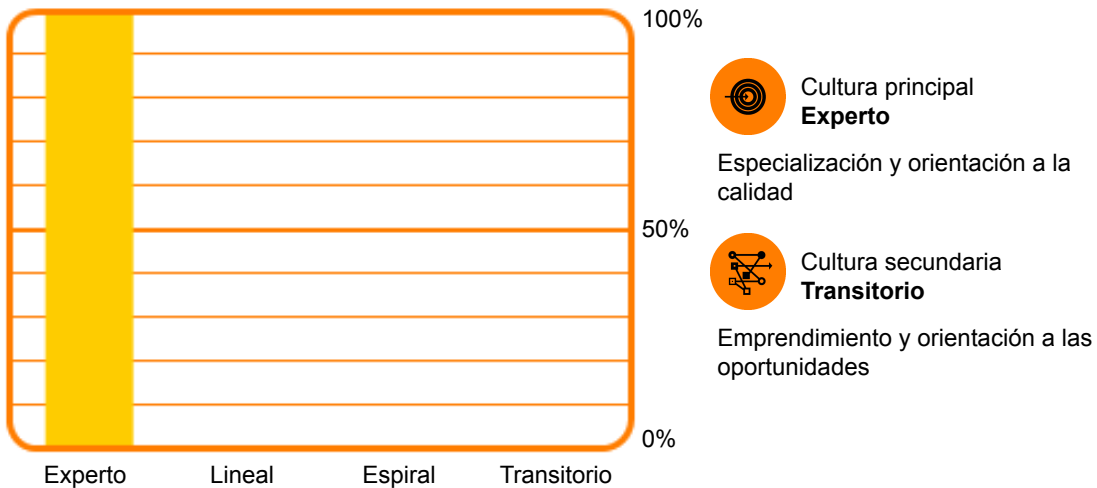 100%
50%
0%
Experto
Lineal
Espiral
Transitorio
Cultura principal
Experto
Especialización y orientación a la
calidad
Cultura secundaria
Transitorio
Emprendimiento y orientación a las
oportunidades